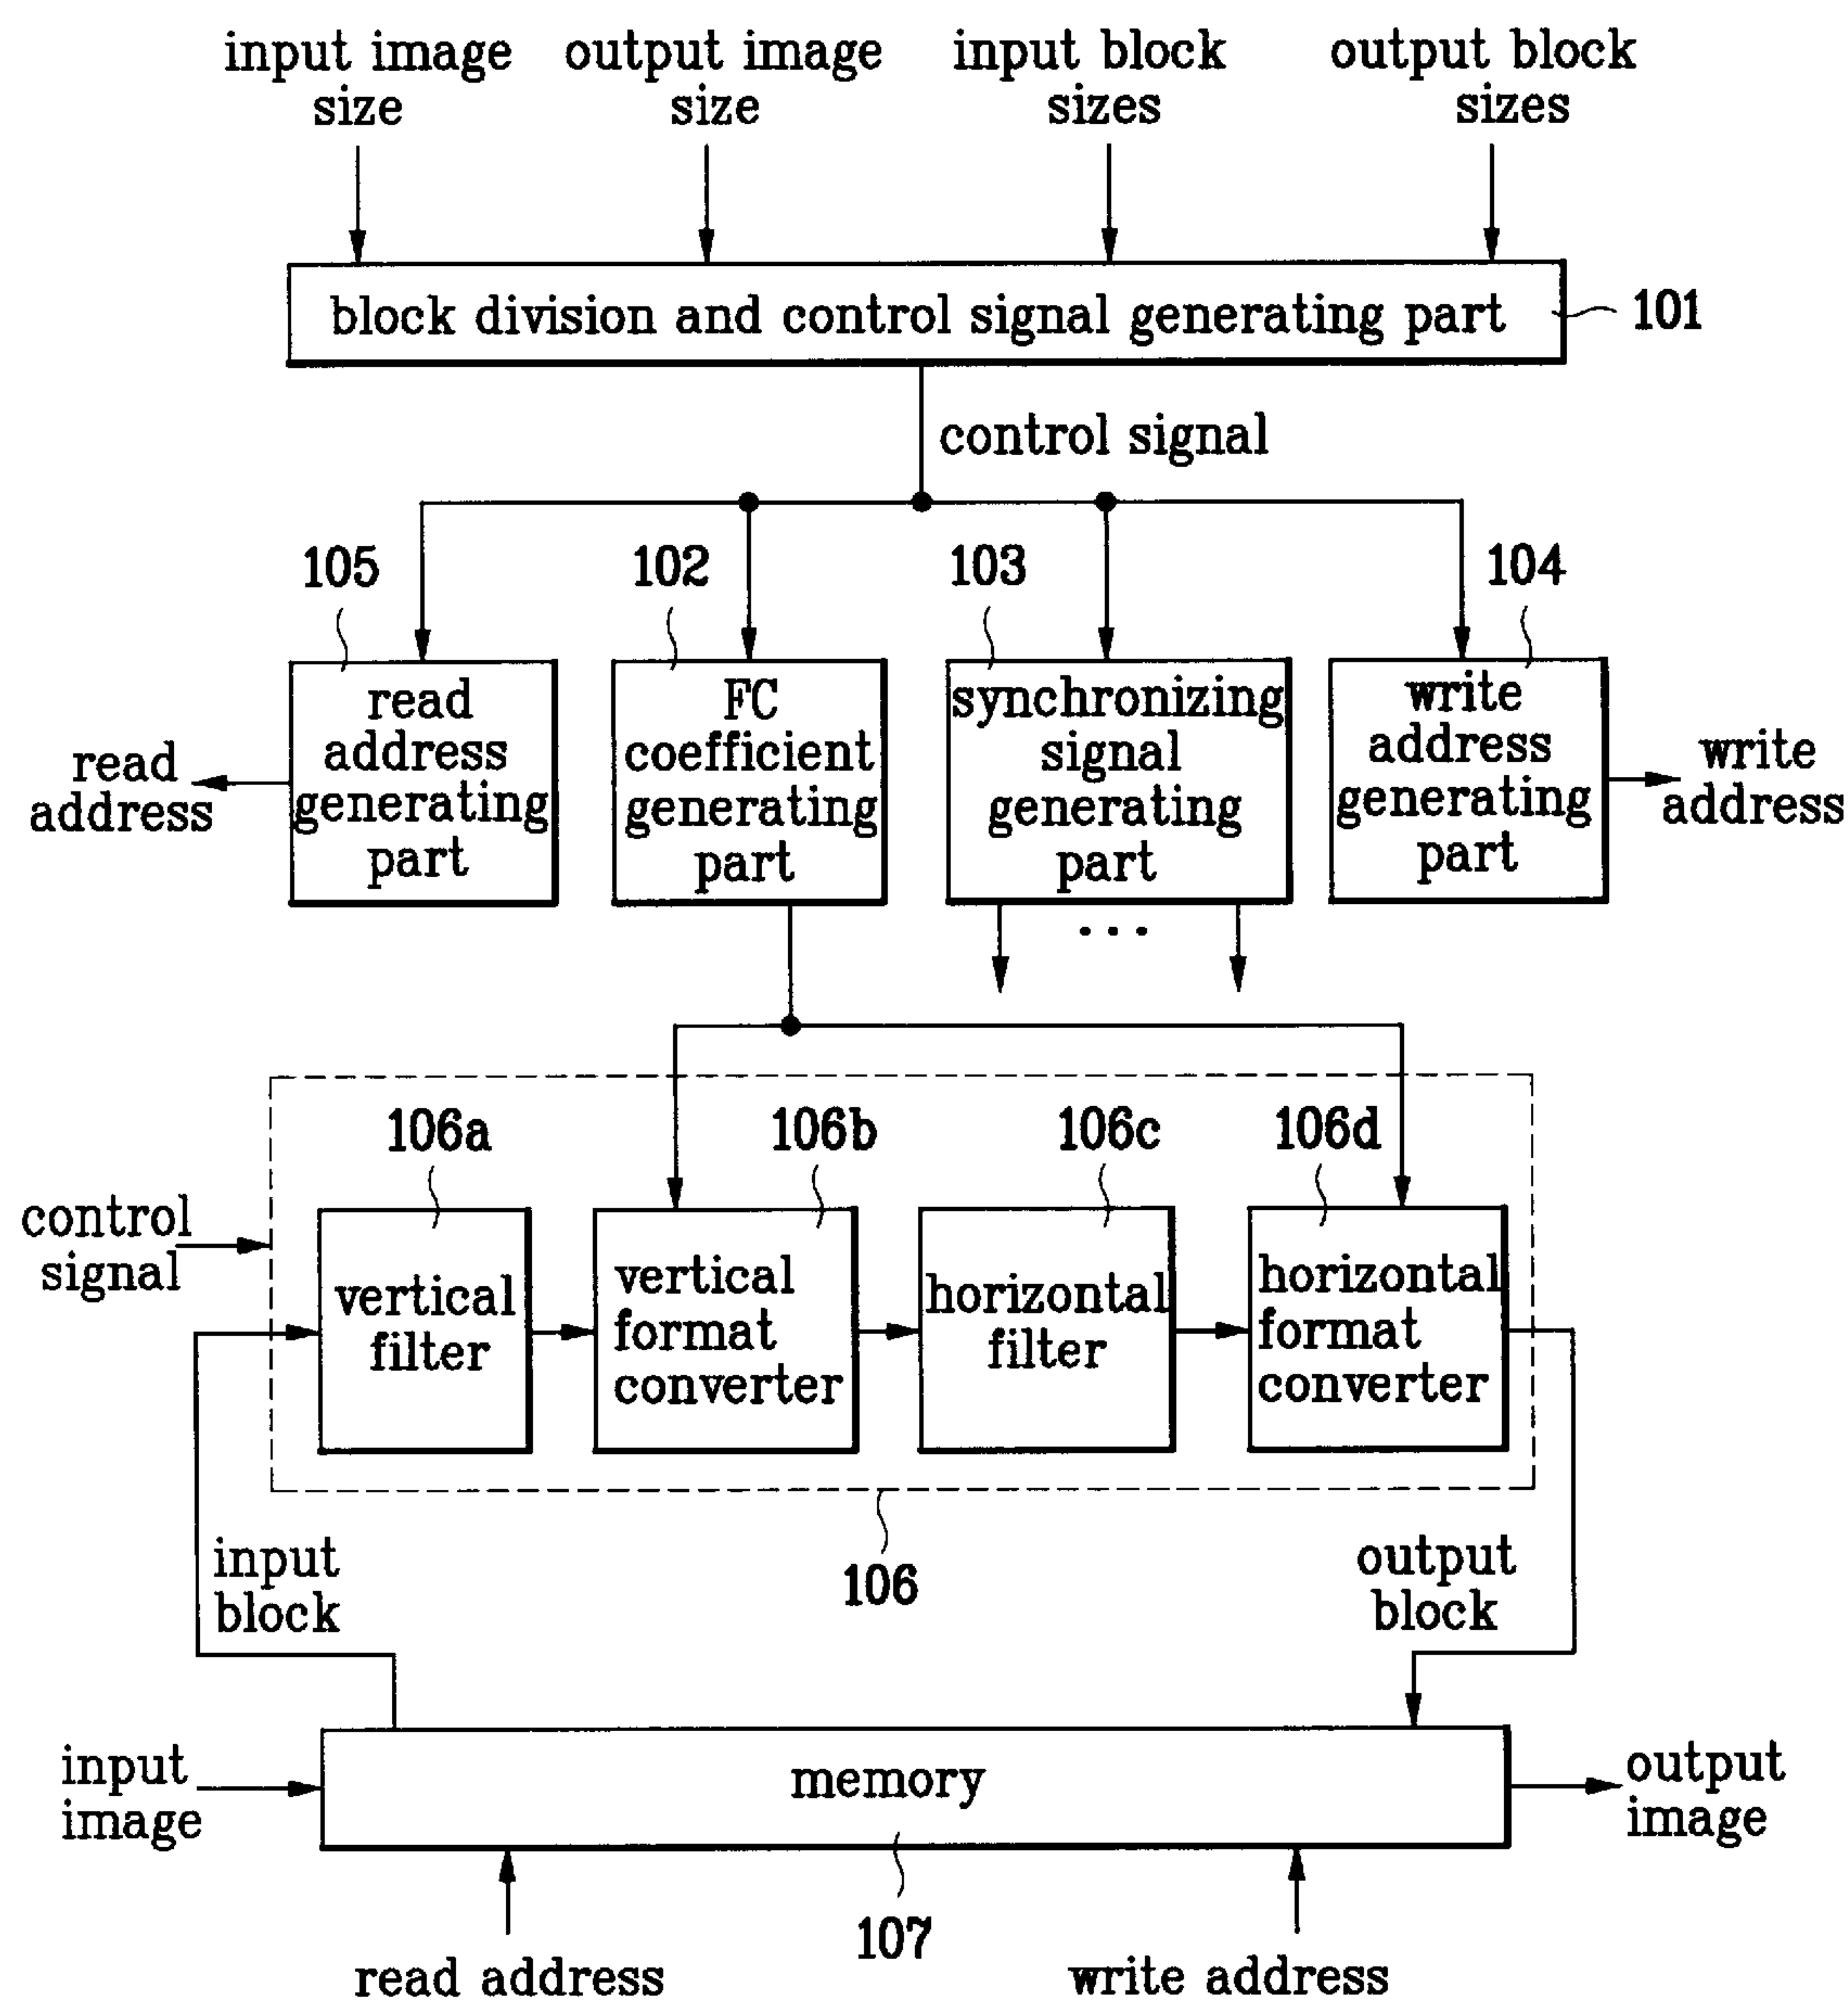 input image
size
output image
size
input block
sizes
output block
sizes
block division and control signal generating part
101
control signal
105
102
103
104
read
address
generating
part
FC
coefficient
generating
part
synchronizing
signal
generating
part
write
address
generating
part
read
address
write
address
...
106a
106b
106c
106d
control
signal
vertical
filter
vertical
format
converter
horizontal
filter
horizontal
format
converter
106
input
block
output
block
input
image
memory
output
image
107
read address
write address